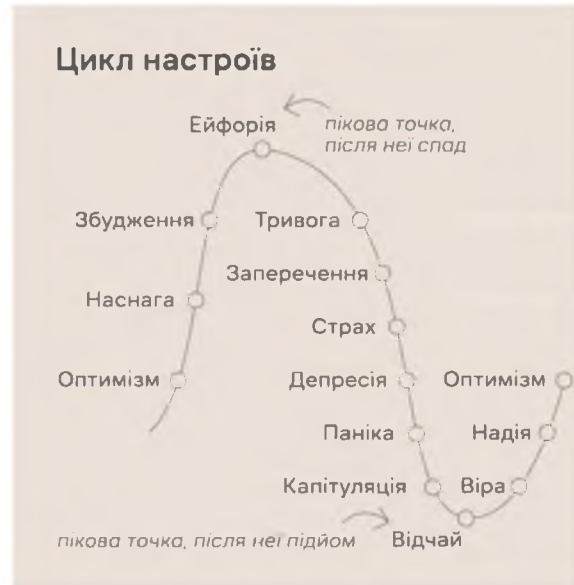 Цикл настроїв
Ейфорія
пікова точка,
після неї спад
Збудження
Тривога
Заперечення
Наснага
Страх
Оптимізм
Депресія
Оптимізм
Паніка
Надія
Капітуляція
Віра
пікова точка, після неї підйом
Відчай